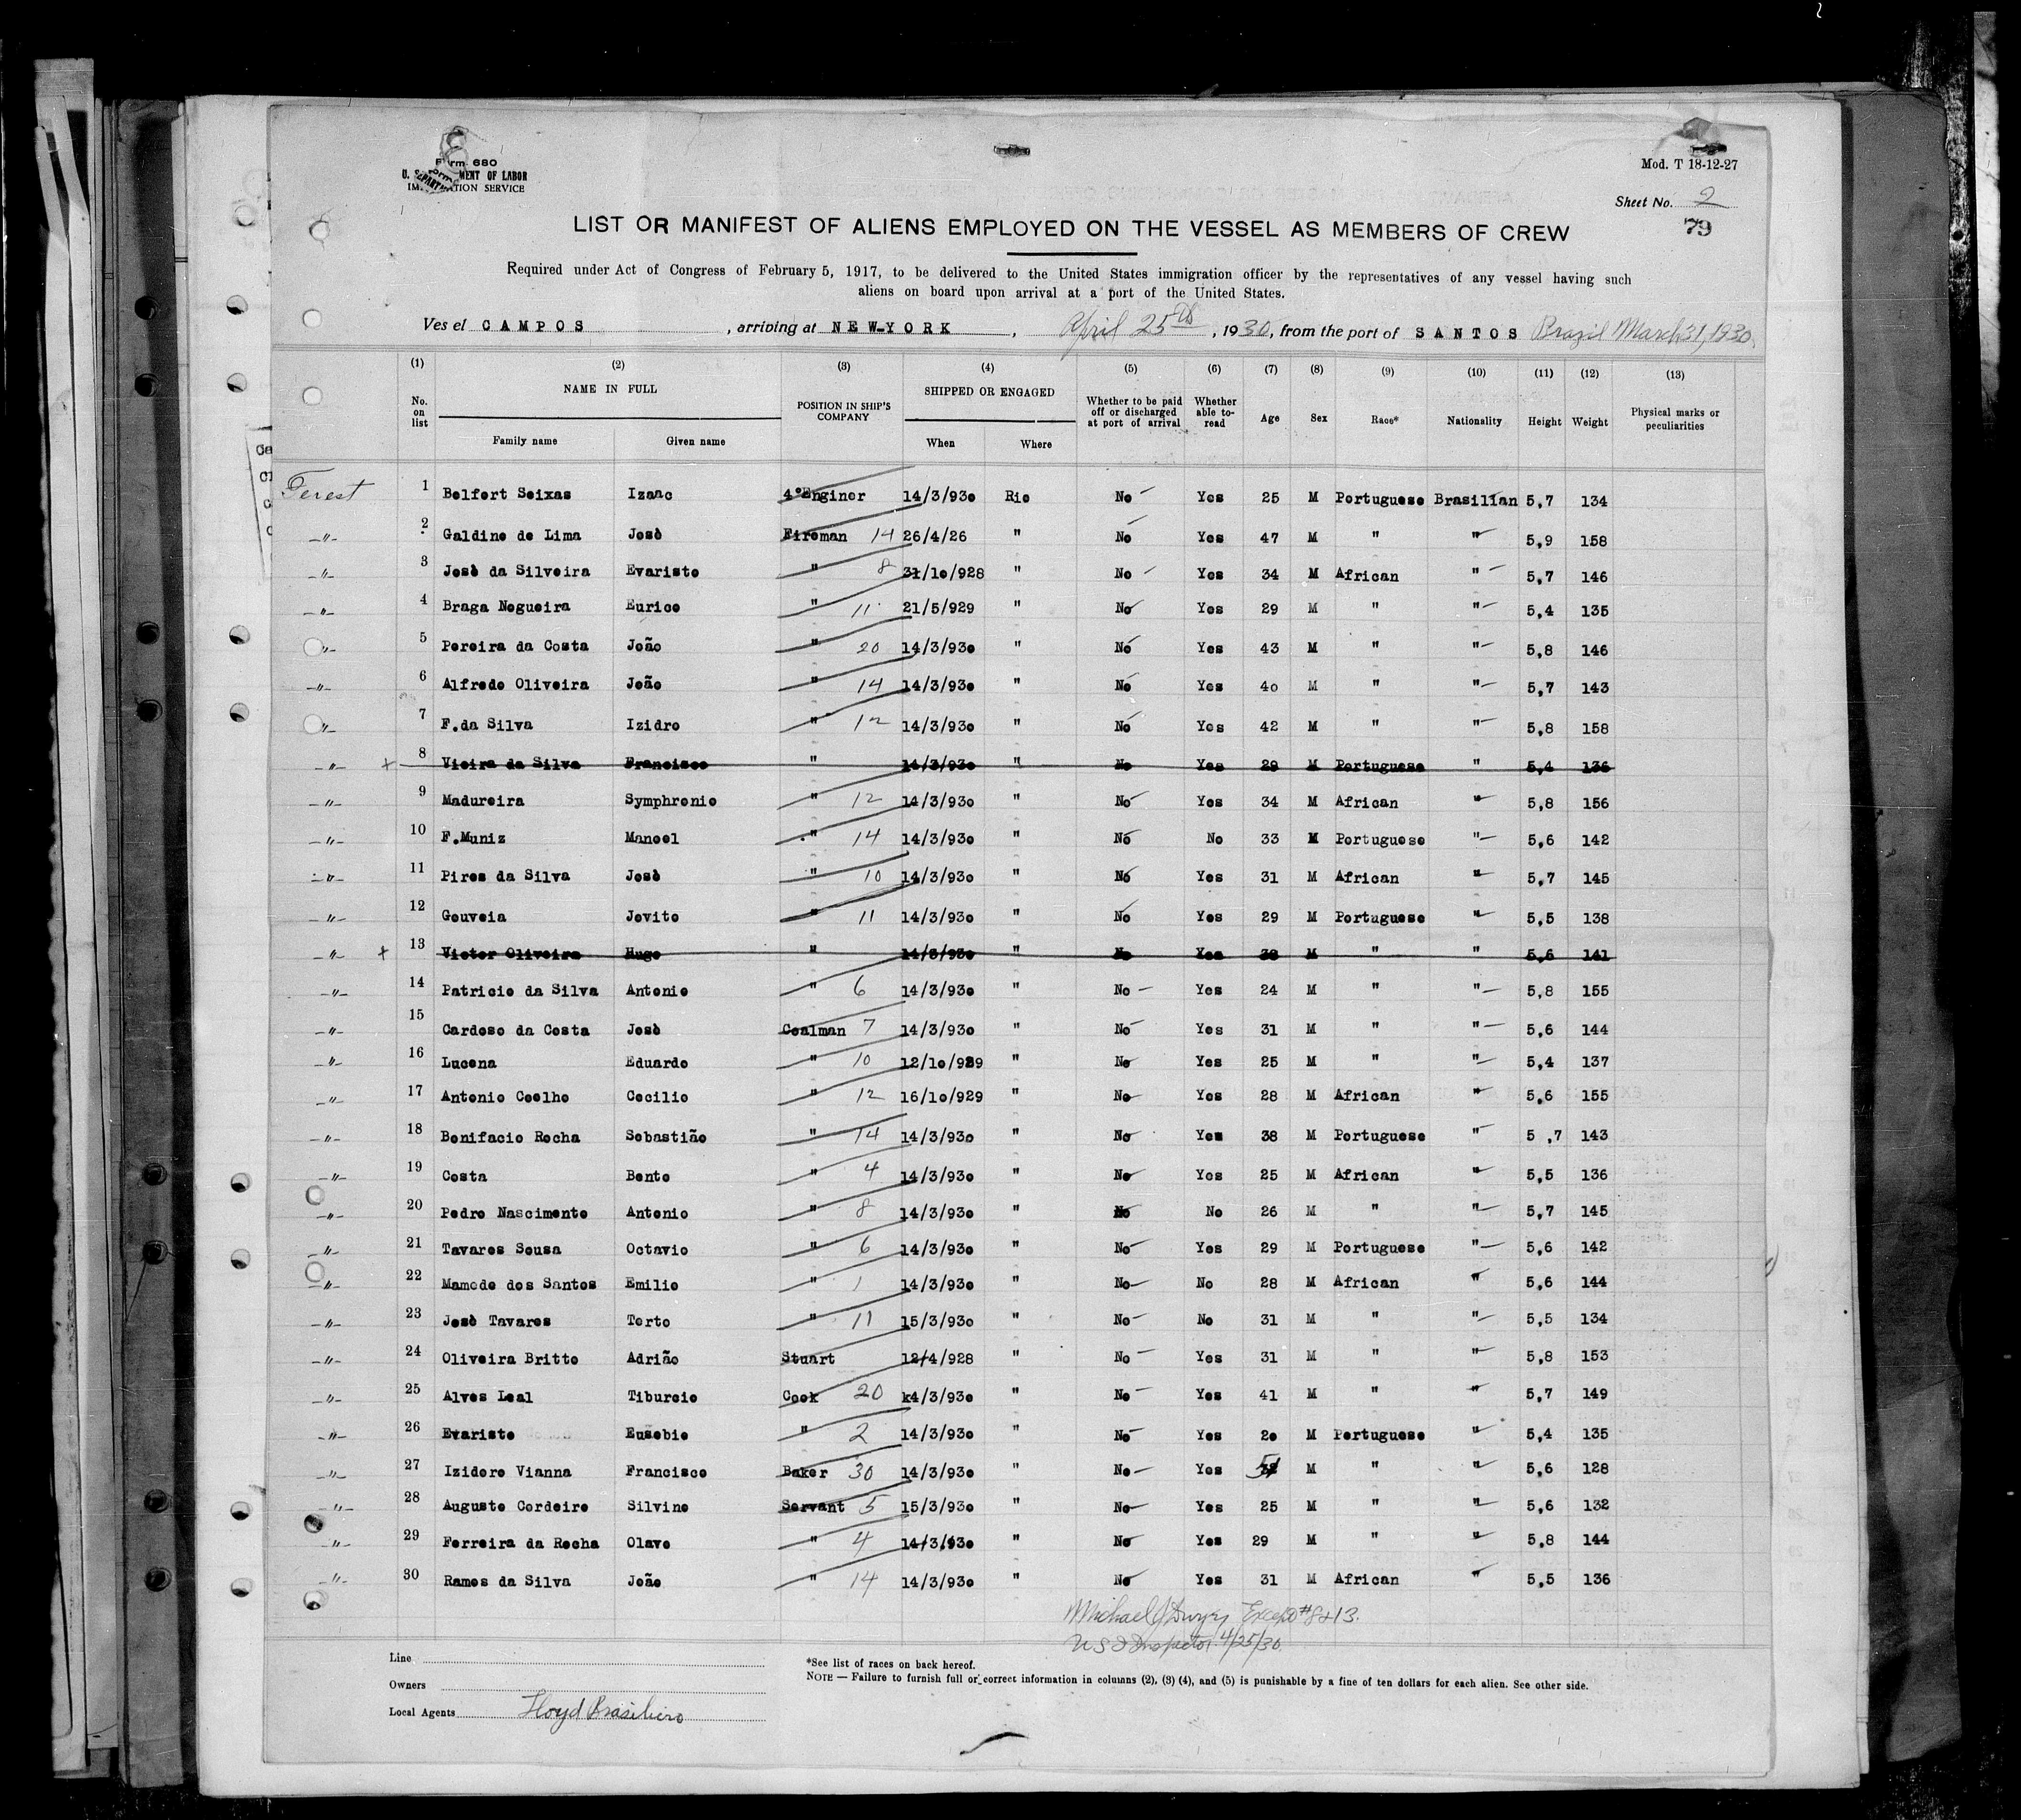 Form 680
U. S. DEPARTMENT OF LABOR
IMMIGRATION SERVICE
Mod. T 18-12-27
Sheet No. 2
79
LIST OR MANIFEST OF ALIENS EMPLOYED ON THE VESSEL AS MEMBERS OF CREW
Required under Act of Congress of February 5, 1917, to be delivered to the United States immigration officer by the representatives of any vessel having such
aliens on board upon arrival at a port of the United States.
Ves el CAMPOS, arriving at NEW-YORK, April 25th, 1930, from the port of SANTOS Brazil March 31, 1930.
(1) (2) (3) (4) (5) (6) (7) (8) (9) (10) (11) (12) (13)
No. on list NAME IN FULL Family name Given name POSITION IN SHIP'S COMPANY SHIPPED OR ENGAGED When Where Whether to be paid off or discharged at port of arrival Whether able to-read Age Sex Race* Nationality Height Weight Physical marks or peculiarities
1 Belfort Seixas Izaac 4°Enginer 14/3/930 Rio No Yes 25 M Portuguese Brasilian 5,7 134
-"- 2 Galdino de Lima Josè Fireman 14 26/4/26 " No Yes 47 M " " 5,9 158
-"- 3 Josè da Silveira Evaristo " 8 31/10/928 " No Yes 34 M African " 5,7 146
-"- 4 Braga Nogueira Eurico " 11 21/5/929 " No Yes 29 M " " 5,4 135
-"- 5 Pereira da Costa João " 20 14/3/930 " No Yes 43 M " " 5,8 146
-"- 6 Alfredo Oliveira João " 14 14/3/930 " No Yes 40 M " " 5,7 143
-"- 7 F.da Silva Izidro " 12 14/3/930 " No Yes 42 M " " 5,8 158
-"- x 8 Vieira da Silva Francisco " 14/3/930 " No Yes 29 M Portuguese " 5,4 136
-"- 9 Madureira Symphronio " 12 14/3/930 " No Yes 34 M African " 5,8 156
-"- 10 F.Muniz Manoel " 14 14/3/930 " No No 33 M Portuguese " 5,6 142
-"- 11 Pires da Silva Josè " 10 14/3/930 " No Yes 31 M African " 5,7 145
-"- 12 Gouveia Jovito " 11 14/3/930 " No Yes 29 M Portuguese " 5,5 138
-"- x 13 Victor Oliveira Hugo " 14/3/930 " No Yes 38 M " " 5,6 141
-"- 14 Patricio da Silva Antonio " 6 14/3/930 " No Yes 24 M " " 5,8 155
-"- 15 Cardoso da Costa Josè Coalman 7 14/3/930 " No Yes 31 M " " 5,6 144
-"- 16 Lucena Eduardo " 10 12/10/929 " No Yes 25 M " " 5,4 137
-"- 17 Antonio Coelho Cecilio " 12 16/10/929 " No Yes 28 M African " 5,6 155
-"- 18 Bonifacio Rocha Sebastião " 14 14/3/930 " No Yes 38 M Portuguese " 5 ,7 143
-"- 19 Costa Bento " 4 14/3/930 " No Yes 25 M African " 5,5 136
-"- 20 Pedro Nascimento Antonio " 8 14/3/930 " No No 26 M " " 5,7 145
-"- 21 Tavares Sousa Octavio " 6 14/3/930 " No Yes 29 M Portuguese " 5,6 142
-"- 22 Mamede dos Santos Emilio " 1 14/3/930 " No No 28 M African " 5,6 144
-"- 23 Josè Tavares Torto " 11 15/3/930 " No No 31 M " " 5,5 134
-"- 24 Oliveira Britto Adrião Stuart 12/4/928 " No Yes 31 M " " 5,8 153
-"- 25 Alves Leal Tiburcio Cook 20 k4/3/930 " No Yes 41 M " " 5,7 149
-"- 26 Evaristo Eusebio " 2 14/3/930 " No Yes 20 M Portuguese " 5,4 135
-"- 27 Izidoro Vianna Francisco Baker 30 14/3/930 " No Yes 51 M " " 5,6 128
-"- 28 Augusto Cordeiro Silvino Servant 5 15/3/930 " No Yes 25 M " " 5,6 132
-"- 29 Ferreira da Rocha Olavo " 4 14/3/930 " No Yes 29 M " " 5,8 144
-"- 30 Ramos da Silva João " 14 14/3/930 " No Yes 31 M African " 5,5 136
Michael J Dwyer Except #8 & 13.
U S I Inspector 4/25/30
Line
Owners
Local Agents Lloyd Brasiliero
*See list of races on back hereof.
NOTE — Failure to furnish full or correct information in columns (2), (3) (4), and (5) is punishable by a fine of ten dollars for each alien. See other side.